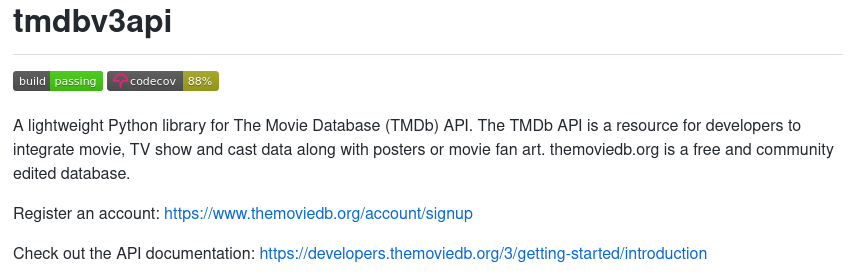 tmdbv3api
build passing codecov 88%
A lightweight Python library for The Movie Database (TMDb) API. The TMDb API is a resource for developers to
integrate movie, TV show and cast data along with posters or movie fan art. themoviedb.org is a free and community
edited database.
Register an account: https://www.themoviedb.org/account/signup
Check out the API documentation: https://developers.themoviedb.org/3/getting-started/introduction